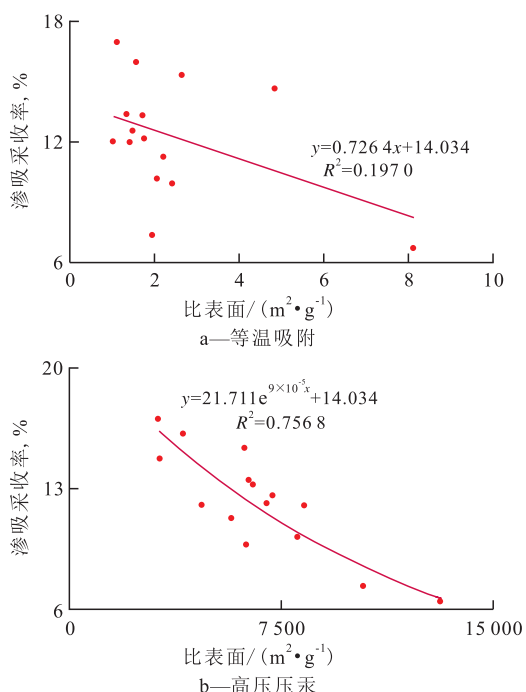 18
12
6
渗吸采收率, %
y=0.726 4x+14.034
R²=0.197 0
0 2 4 6 8 10
比表面/(m²•g⁻¹)
a—等温吸附
20
13
6
渗吸采收率, %
y=21.711e^{9×10⁻⁵x}+14.034
R²=0.756 8
0 7 500 15 000
比表面/(m²•g⁻¹)
b—高压压汞